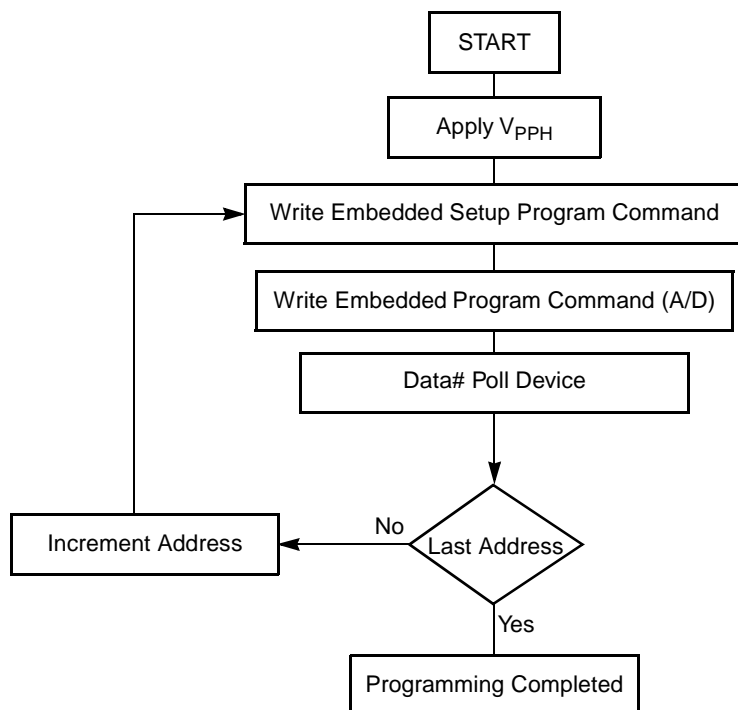 START
Apply VPPH
Write Embedded Setup Program Command
Write Embedded Program Command (A/D)
Data# Poll Device
Last Address
No
Increment Address
Yes
Programming Completed